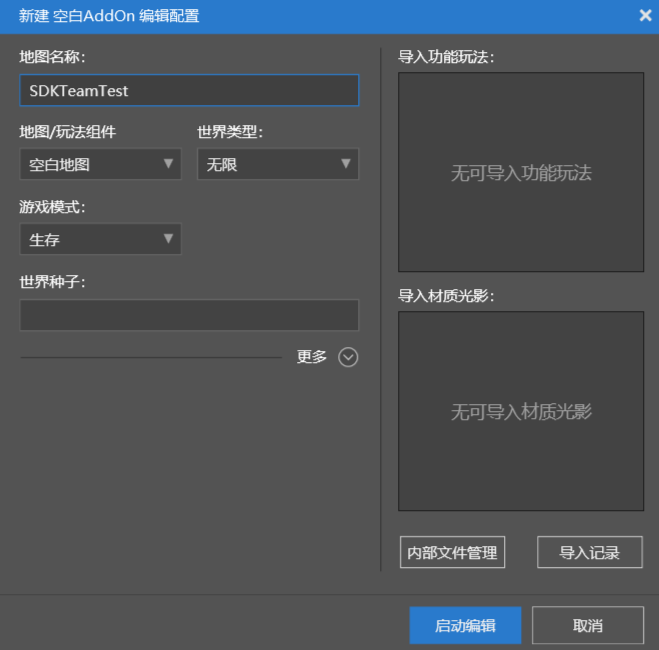 新建 空白AddOn 编辑配置
地图名称:
SDKTeamTest
地图/玩法组件
世界类型:
空白地图
无限
游戏模式:
生存
世界种子:
更多
导入功能玩法:
无可导入功能玩法
导入材质光影:
无可导入材质光影
内部文件管理
导入记录
启动编辑
取消